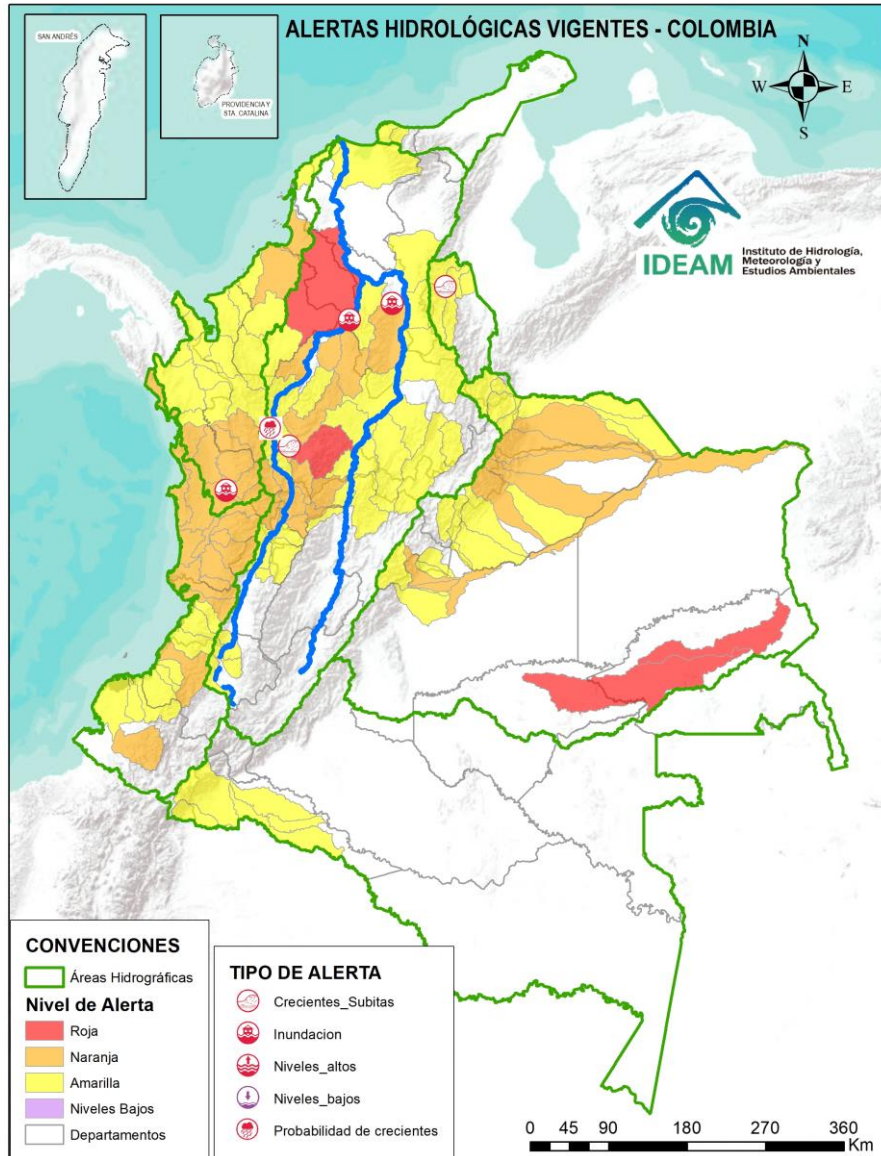 ALERTAS HIDROLÓGICAS VIGENTES - COLOMBIA
SAN ANDRÉS
PROVIDENCIA Y
STA. CATALINA
N
W
E
S
IDEAM
Instituto de Hidrología,
Meteorología y
Estudios Ambientales
CONVENCIONES
Áreas Hidrográficas
Nivel de Alerta
Roja
Naranja
Amarilla
Niveles Bajos
Departamentos
TIPO DE ALERTA
Crecientes_Subitas
Inundacion
Niveles_altos
Niveles_bajos
Probabilidad de crecientes
0 45 90 180 270 360
Km